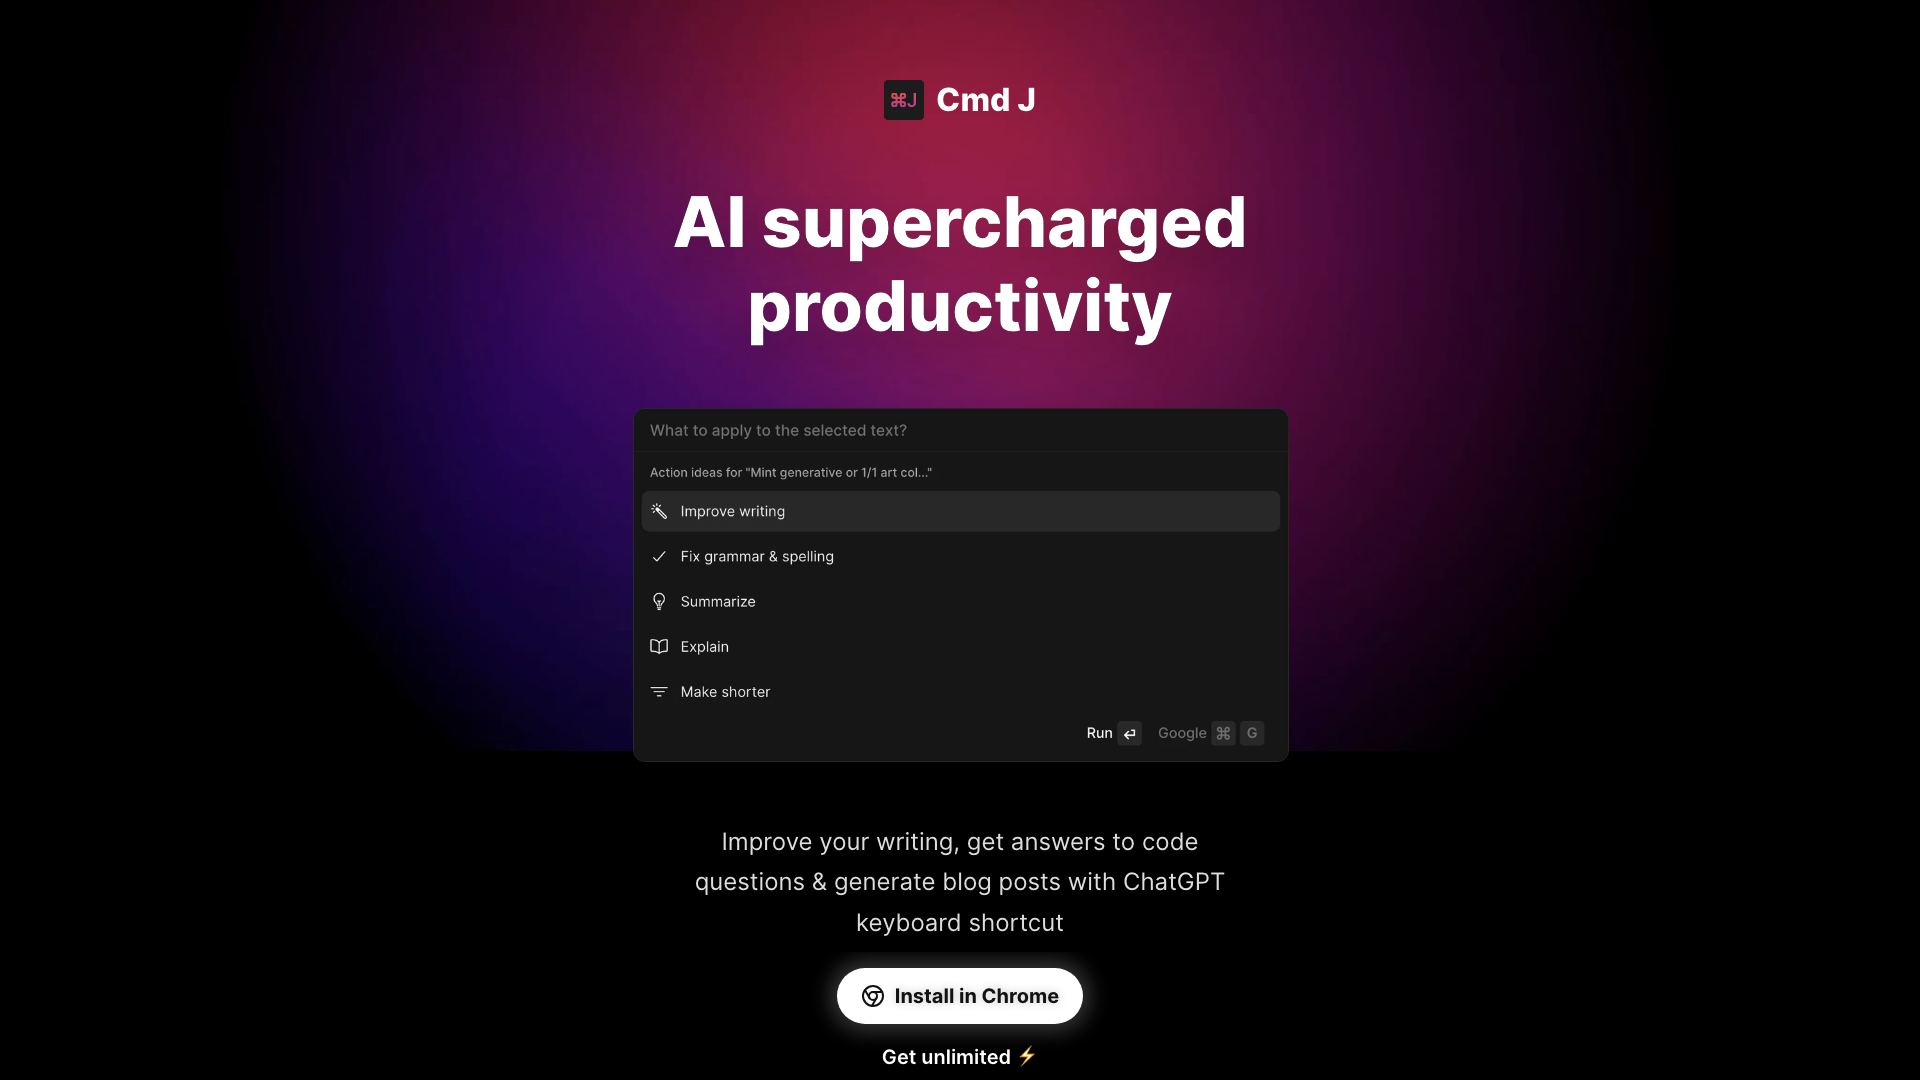 ⌘J Cmd J
AI supercharged
productivity
What to apply to the selected text?
Action ideas for "Mint generative or 1/1 art col..."
Improve writing
Fix grammar & spelling
Summarize
Explain
Make shorter
Run ↵ Google ⌘ G
Improve your writing, get answers to code
questions & generate blog posts with ChatGPT
keyboard shortcut
Install in Chrome
Get unlimited ⚡